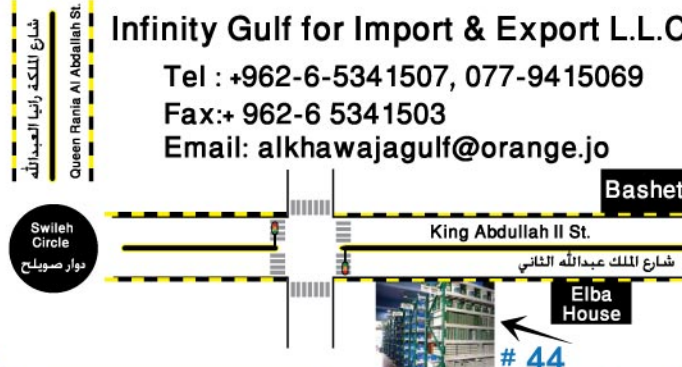 شارع الملكة رانيا العبدالله
Queen Rania Al Abdallah St.
Infinity Gulf for Import & Export L.L.C
Tel : +962-6-5341507, 077-9415069
Fax:+ 962-6 5341503
Email: alkhawajagulf@orange.jo
Bashet
Swileh
Circle
دوار صويلح
King Abdullah II St.
شارع الملك عبدالله الثاني
Elba
House
# 44